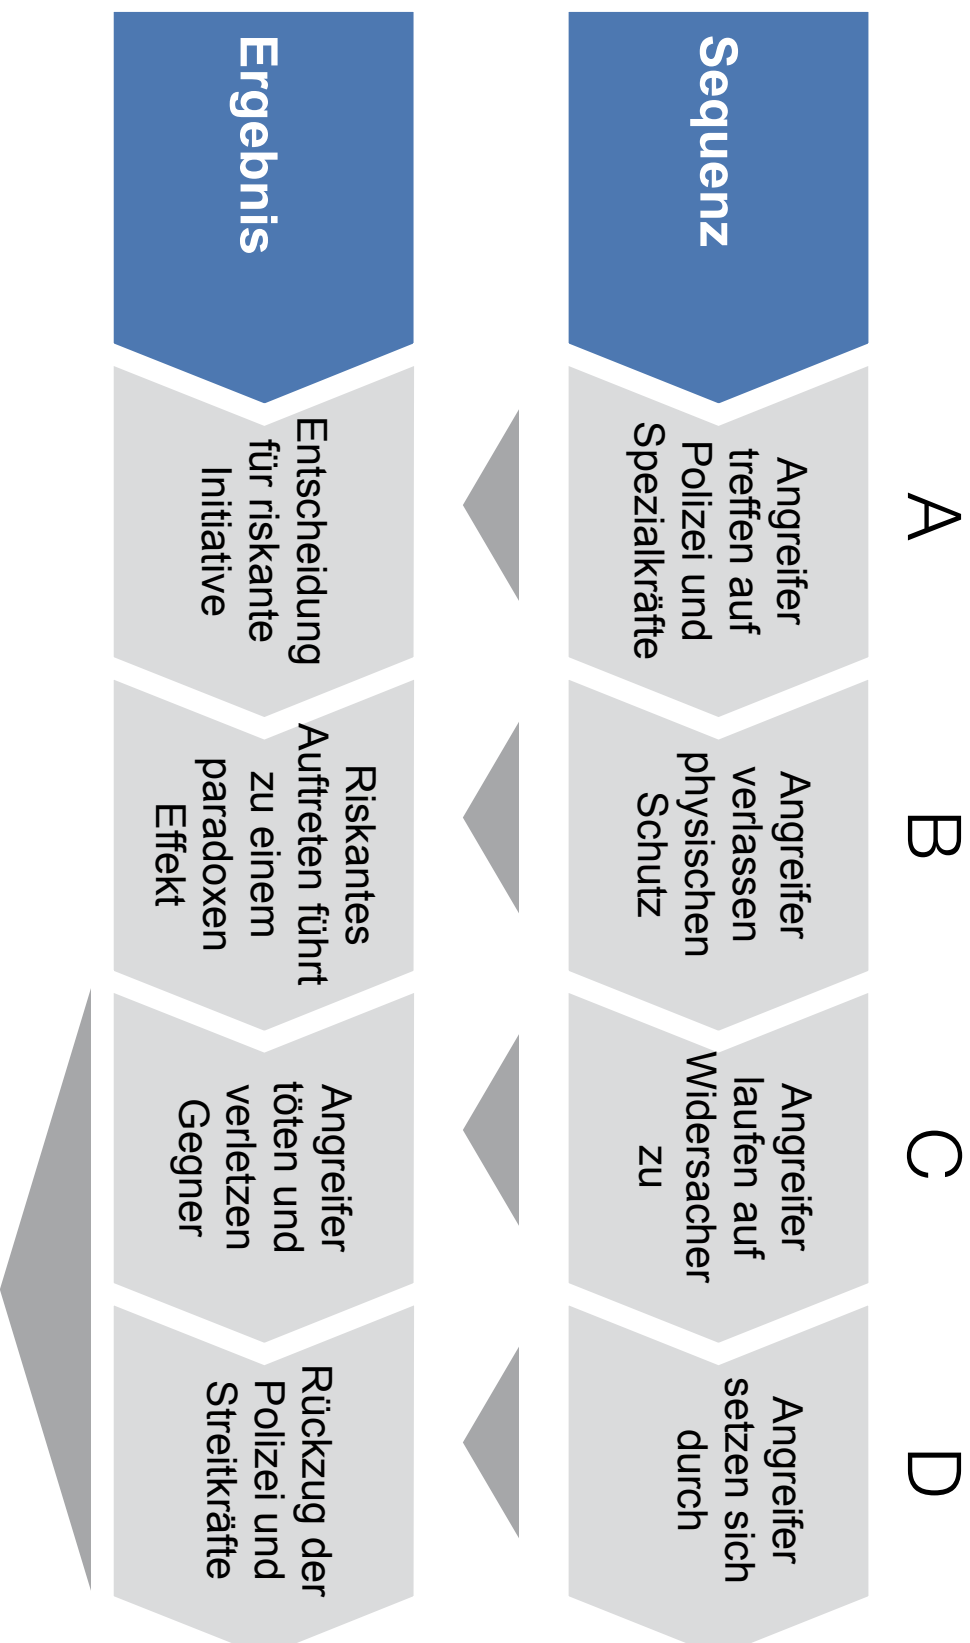 A
B
C
D
Sequenz
Angreifer
treffen auf
Polizei und
Spezialkräfte
Angreifer
verlassen
physischen
Schutz
Angreifer
laufen auf
Widersacher
zu
Angreifer
setzen sich
durch
Ergebnis
Entscheidung
für riskante
Initiative
Riskantes
Auftreten führt
zu einem
paradoxen
Effekt
Angreifer
töten und
verletzen
Gegner
Rückzug der
Polizei und
Streitkräfte